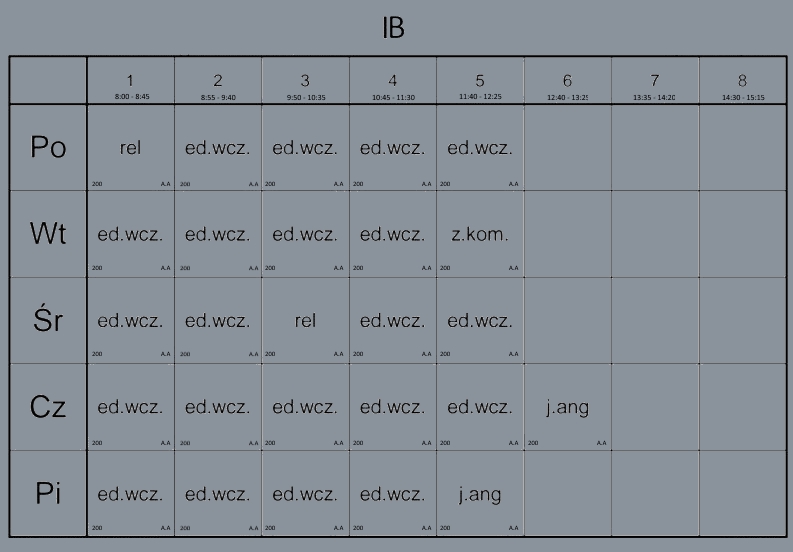 IB
1 2 3 4 5 6 7 8
8:00 - 8:45 8:55 - 9:40 9:50 - 10:35 10:45 - 11:30 11:40 - 12:25 12:40 - 13:25 13:35 - 14:20 14:30 - 15:15
Po rel ed.wcz. ed.wcz. ed.wcz. ed.wcz.
200 A.A 200 A.A 200 A.A 200 A.A 200 A.A
Wt ed.wcz. ed.wcz. ed.wcz. ed.wcz. z.kom.
200 A.A 200 A.A 200 A.A 200 A.A 200 A.A
Śr ed.wcz. ed.wcz. rel ed.wcz. ed.wcz.
200 A.A 200 A.A 200 A.A 200 A.A 200 A.A
Cz ed.wcz. ed.wcz. ed.wcz. ed.wcz. ed.wcz. j.ang
200 A.A 200 A.A 200 A.A 200 A.A 200 A.A 200 A.A
Pi ed.wcz. ed.wcz. ed.wcz. ed.wcz. j.ang
200 A.A 200 A.A 200 A.A 200 A.A 200 A.A